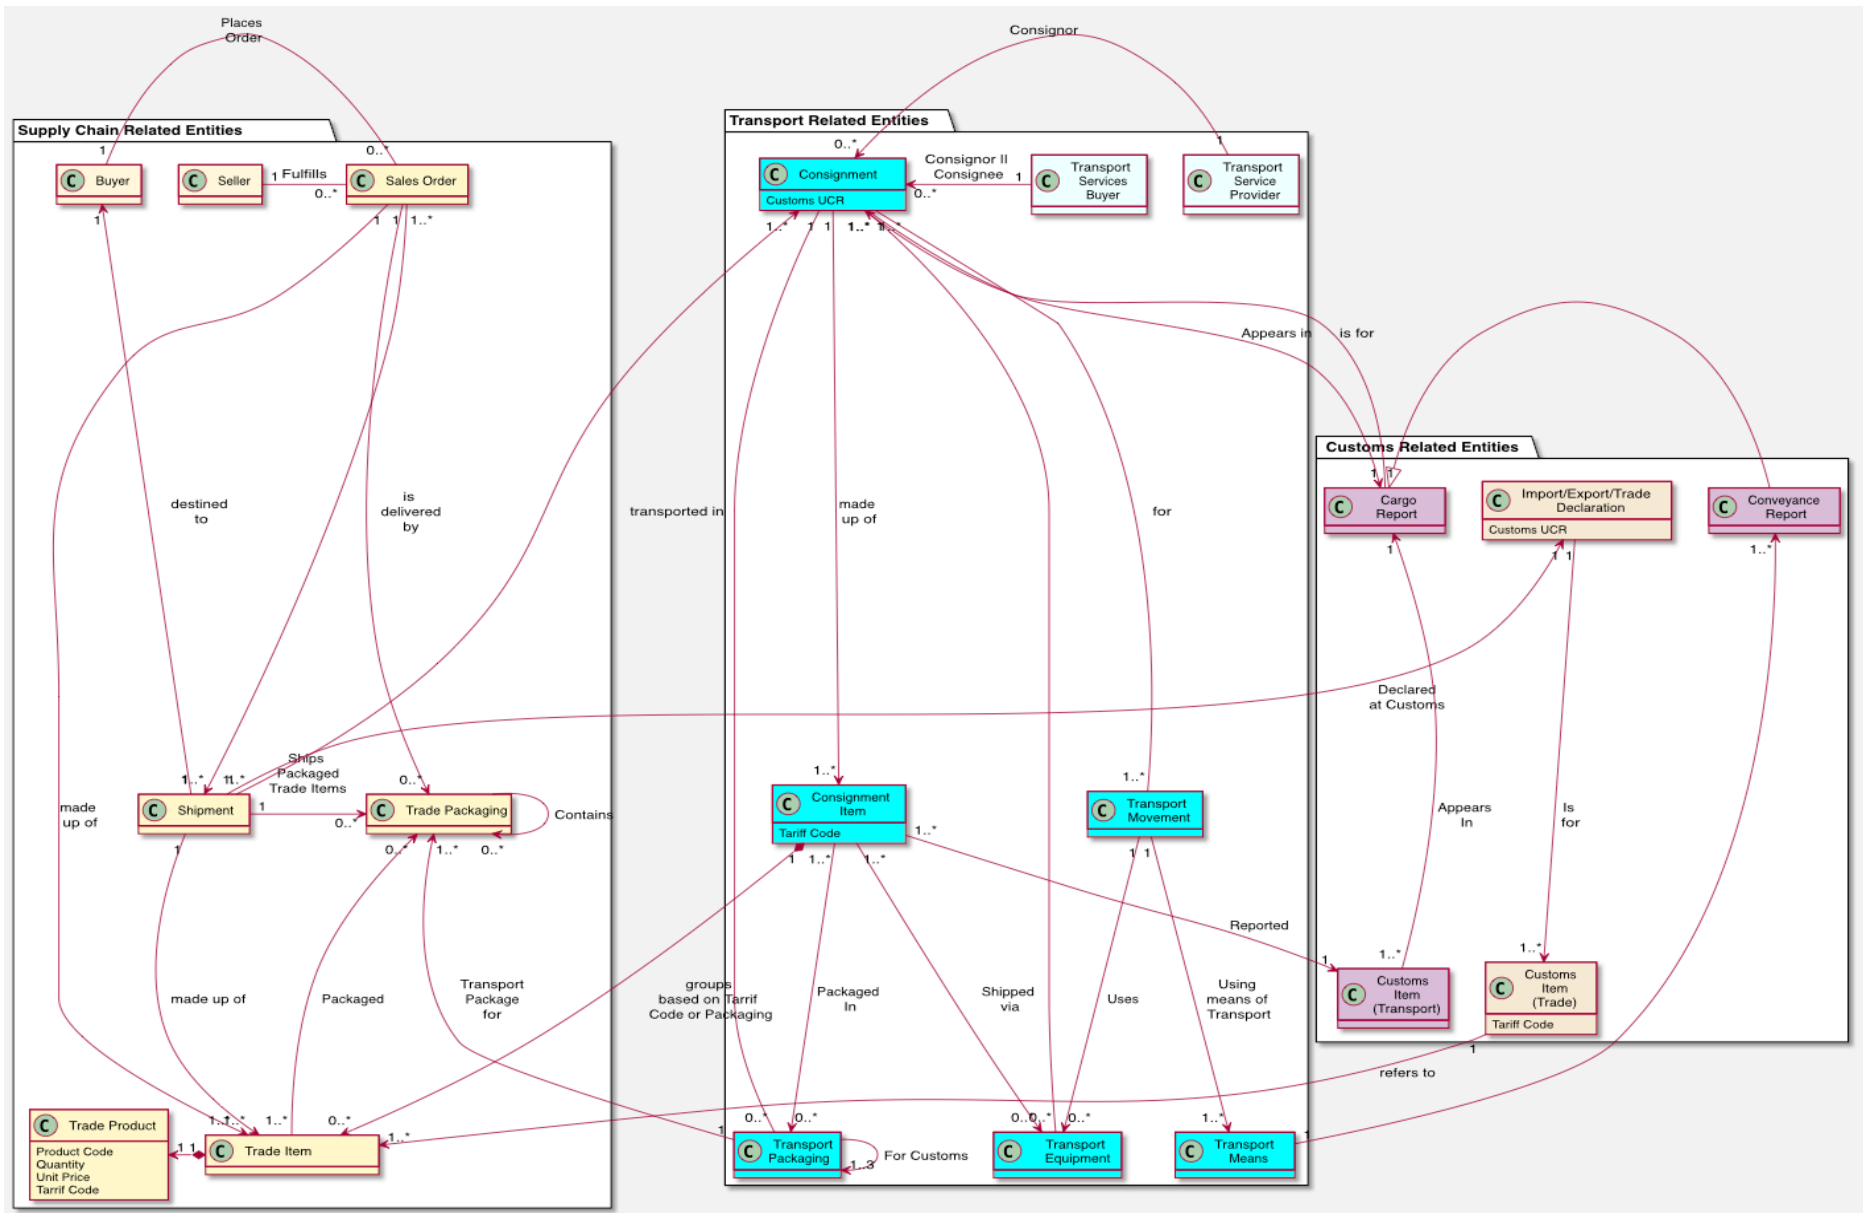 Places
Order
Consignor
Supply Chain Related Entities
Transport Related Entities
1
0..*
0..*
1
C Buyer
C Seller
1 Fulfills
0..*
C Sales Order
C Consignment
Customs UCR
Consignor II
Consignee
1
0..*
C Transport
Services
Buyer
C Transport
Service
Provider
1
1
1
1..*
1..*
1
1
1..*
1..*
Appears in
is for
Customs Related Entities
1
1
destined
to
is
delivered
by
transported in
made
up of
for
C Cargo
Report
C Import/Export/Trade
Declaration
Customs UCR
C Conveyance
Report
1
1
1
1..*
Declared
at Customs
Ships
Packaged
Trade Items
1..*
1..*
0..*
1..*
1..*
made
up of
C Shipment
1
0..*
C Trade Packaging
Contains
C Consignment
Item
Tariff Code
C Transport
Movement
Appears
In
Is
for
1
0..*
1..*
0..*
1..*
1
1..*
1..*
1
1
Reported
1
1..*
1..*
made up of
Packaged
Transport
Package
for
groups
based on Tarrif
Code or Packaging
Packaged
In
Shipped
via
Uses
Using
means of
Transport
C Customs
Item
(Transport)
C Customs
Item
(Trade)
Tariff Code
1
refers to
1..*
1..*
0..*
1..*
1
0..*
0..*
0..*
0..*
1..*
1
C Trade Product
Product Code
Quantity
Unit Price
Tarrif Code
1 1
C Trade Item
C Transport
Packaging
1..3
For Customs
C Transport
Equipment
C Transport
Means